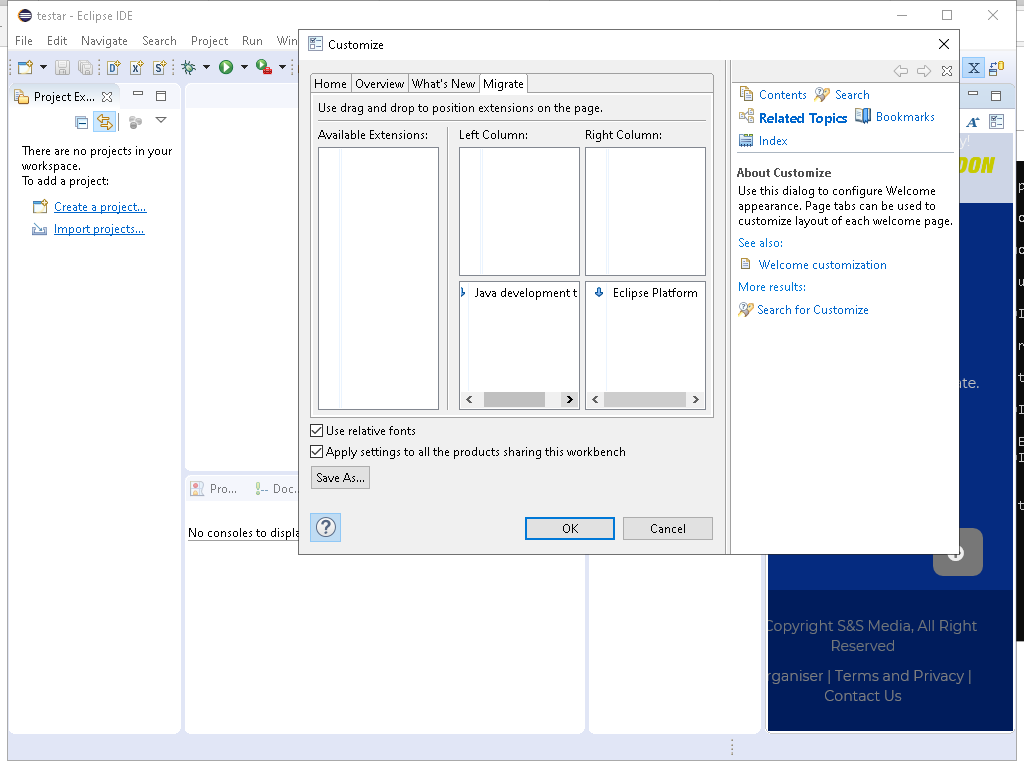 testar - Eclipse IDE
File Edit Navigate Search Project Run Win
Customize
Project Ex...
There are no projects in your
workspace.
To add a project:
Create a project...
Import projects...
Home Overview What's New Migrate
Use drag and drop to position extensions on the page.
Available Extensions: Left Column: Right Column:
Java development t Eclipse Platform
Use relative fonts
Apply settings to all the products sharing this workbench
Save As...
OK Cancel
Contents Search
Related Topics Bookmarks
Index
About Customize
Use this dialog to configure Welcome
appearance. Page tabs can be used to
customize layout of each welcome page.
See also:
Welcome customization
More results:
Search for Customize
Pro... Doc...
No consoles to displa
y!
OON
te.
Copyright S&S Media, All Right
Reserved
rganiser | Terms and Privacy |
Contact Us